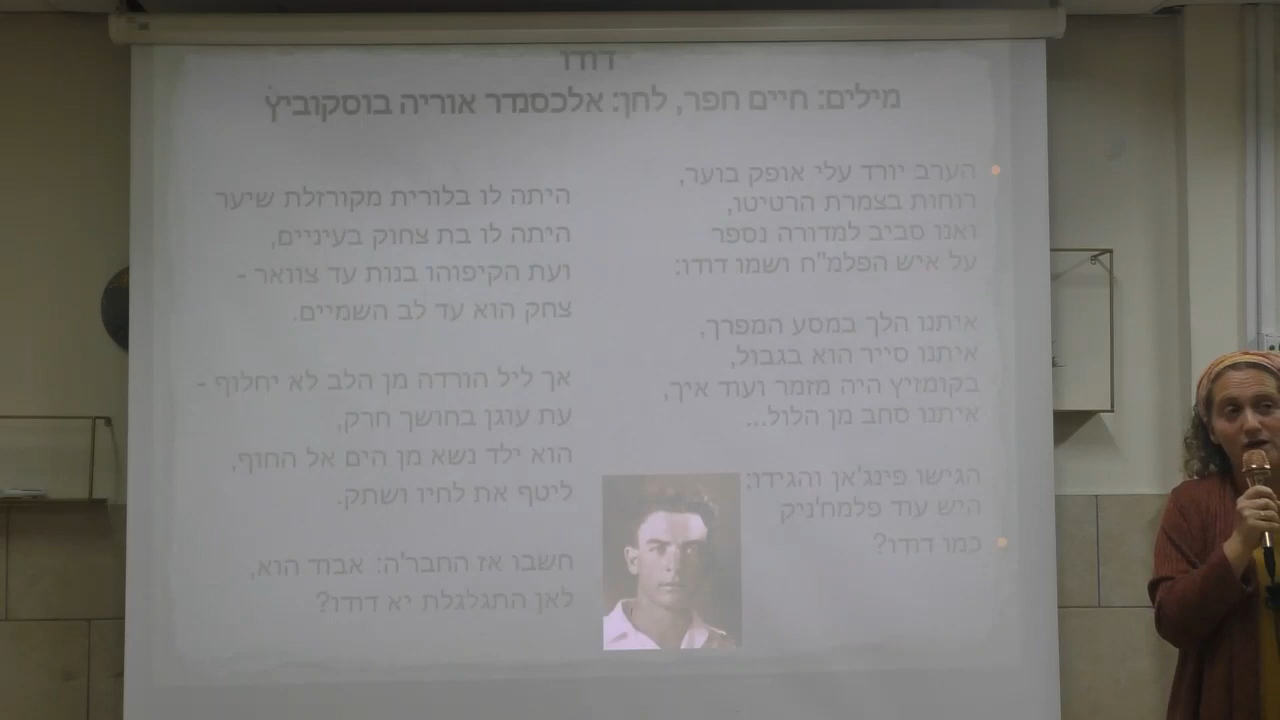 דודו
מילים: חיים חפר, לחן: אלכסנדר אוריה בוסקוביץ
הערב יורד עלי אופק בוער,
רוחות בצמרת הרטיטו,
ואנו סביב למדורה נספר
על איש הפלמ"ח ושמו דודו:
איתנו הלך במסע המפרך,
איתנו סייר הוא בגבול,
בקומזיץ היה מזמר ועוד איך,
איתנו סחב מן הלול...
הגישו פינג'אן והגידו:
היש עוד פלמח'ניק
כמו דודו?
היתה לו בלורית מקורזלת שיער
היתה לו בת צחוק בעיניים,
ועת הקיפוהו בנות עד צוואר -
צחק הוא עד לב השמיים.
אך ליל הורדה מן הלב לא יחלוף -
עת עוגן בחושך חרק,
הוא ילד נשא מן הים אל החוף,
ליטף את לחיו ושתק.
חשבו אז החבר'ה: אבוד הוא,
לאן התגלגלת יא דודו?